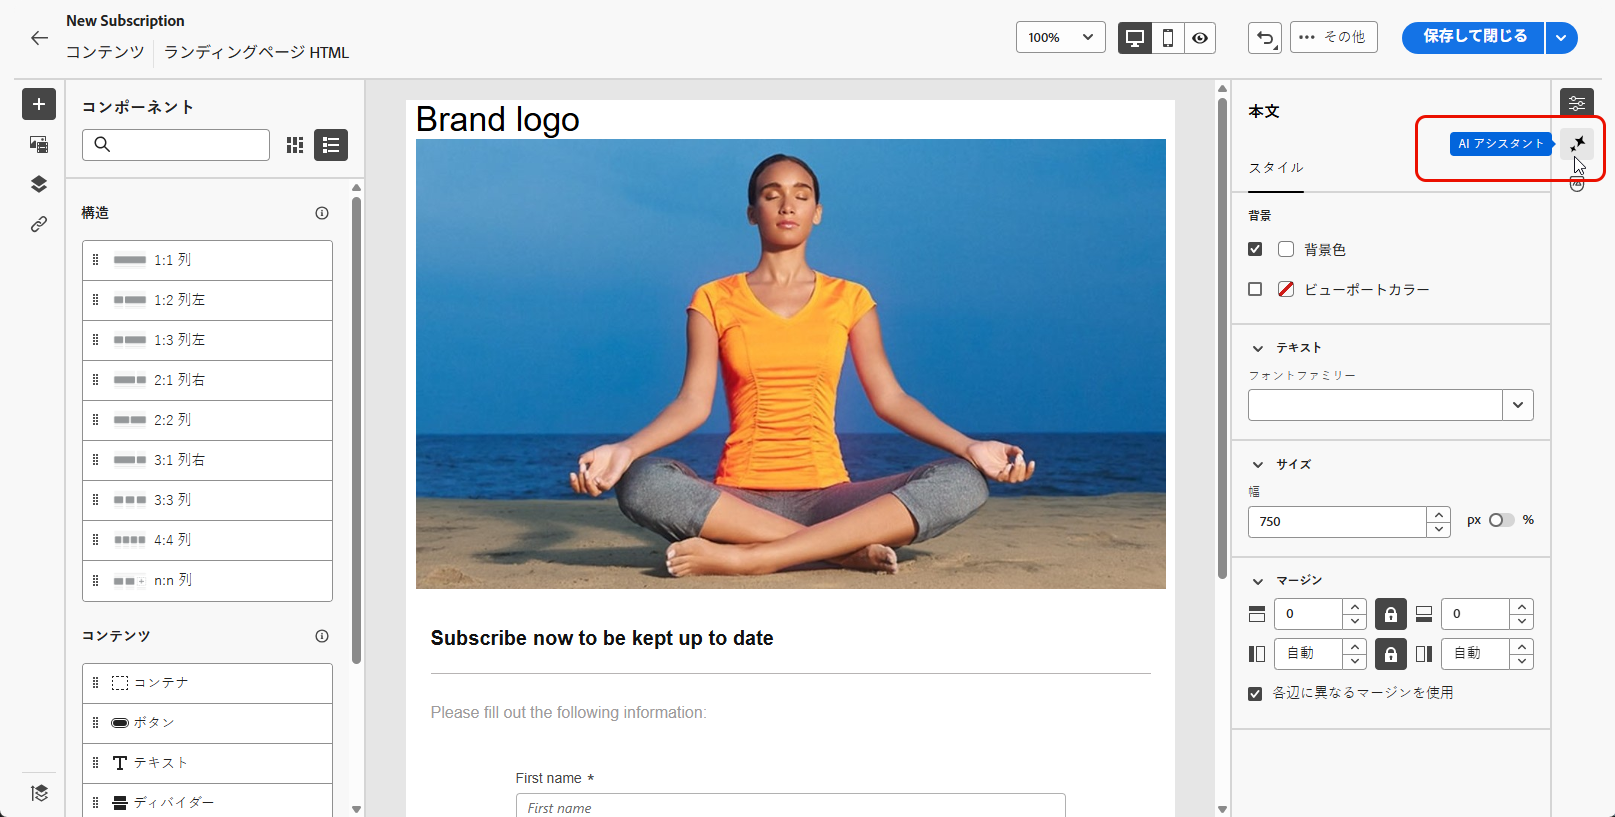 New Subscription
コンテンツ ランディングページ HTML
100%
その他
保存して閉じる
コンポーネント
構造
1:1 列
1:2 列左
1:3 列左
2:1 列右
2:2 列
3:1 列右
3:3 列
4:4 列
n:n 列
コンテンツ
コンテナ
ボタン
テキスト
ディバイダー
Brand logo
Subscribe now to be kept up to date
Please fill out the following information:
First name *
First name
本文
AI アシスタント
スタイル
背景
背景色
ビューポートカラー
テキスト
フォントファミリー
サイズ
幅
750 px %
マージン
0 0
自動 自動
各辺に異なるマージンを使用